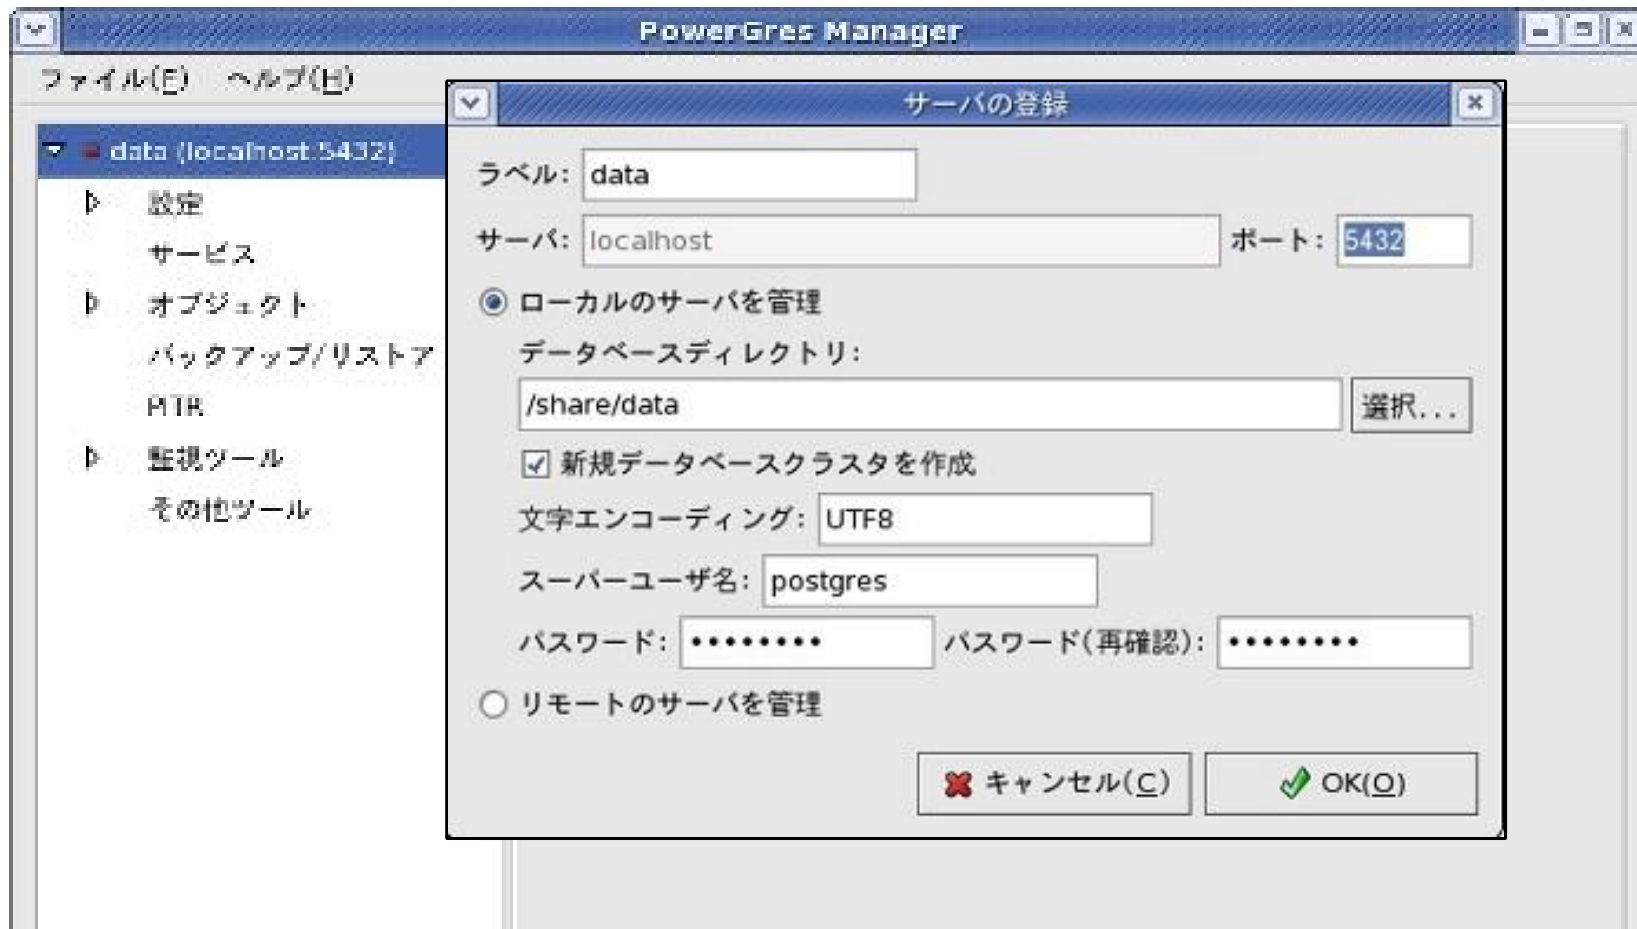 PowerGres Manager
ファイル(F) ヘルプ(H)
サーバの登録
data (localhost:5432)
設定
サービス
オブジェクト
バックアップ/リストア
PITR
監視ツール
その他ツール
ラベル: data
サーバ: localhost ポート: 5432
ローカルのサーバを管理
データベースディレクトリ:
/share/data 選択...
新規データベースクラスタを作成
文字エンコーディング: UTF8
スーパーユーザ名: postgres
パスワード: •••••••• パスワード(再確認): ••••••••
リモートのサーバを管理
キャンセル(C) OK(O)